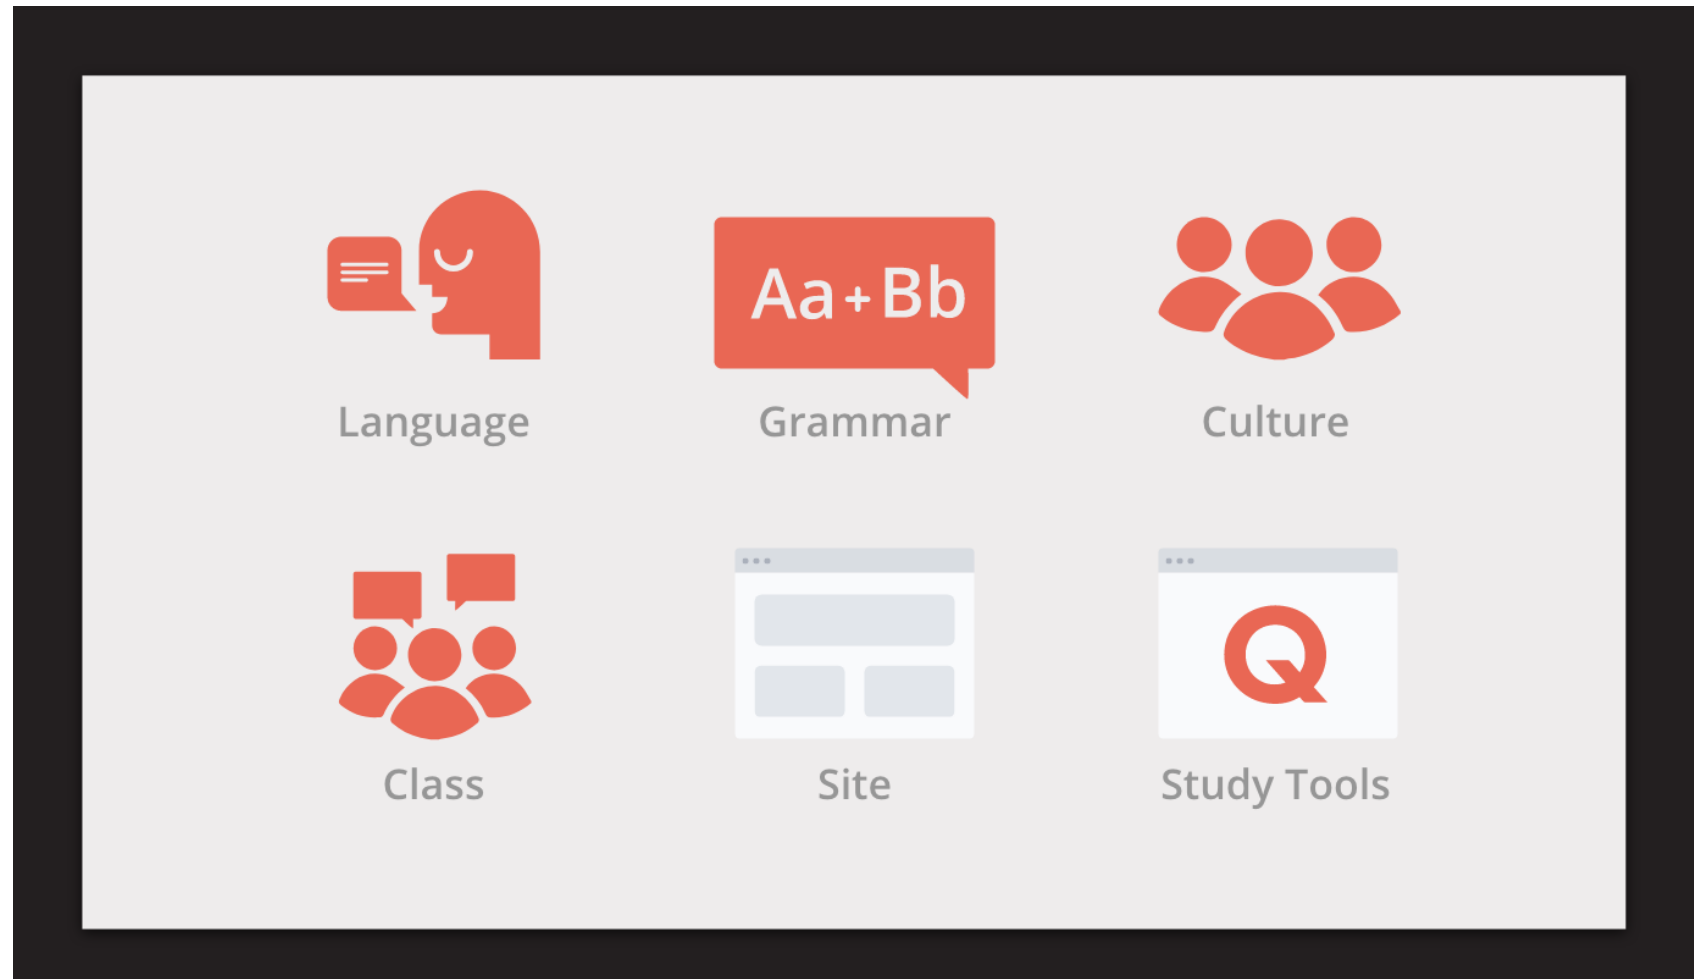 Aa+Bb
Language
Grammar
Culture
Q
Class
Site
Study Tools